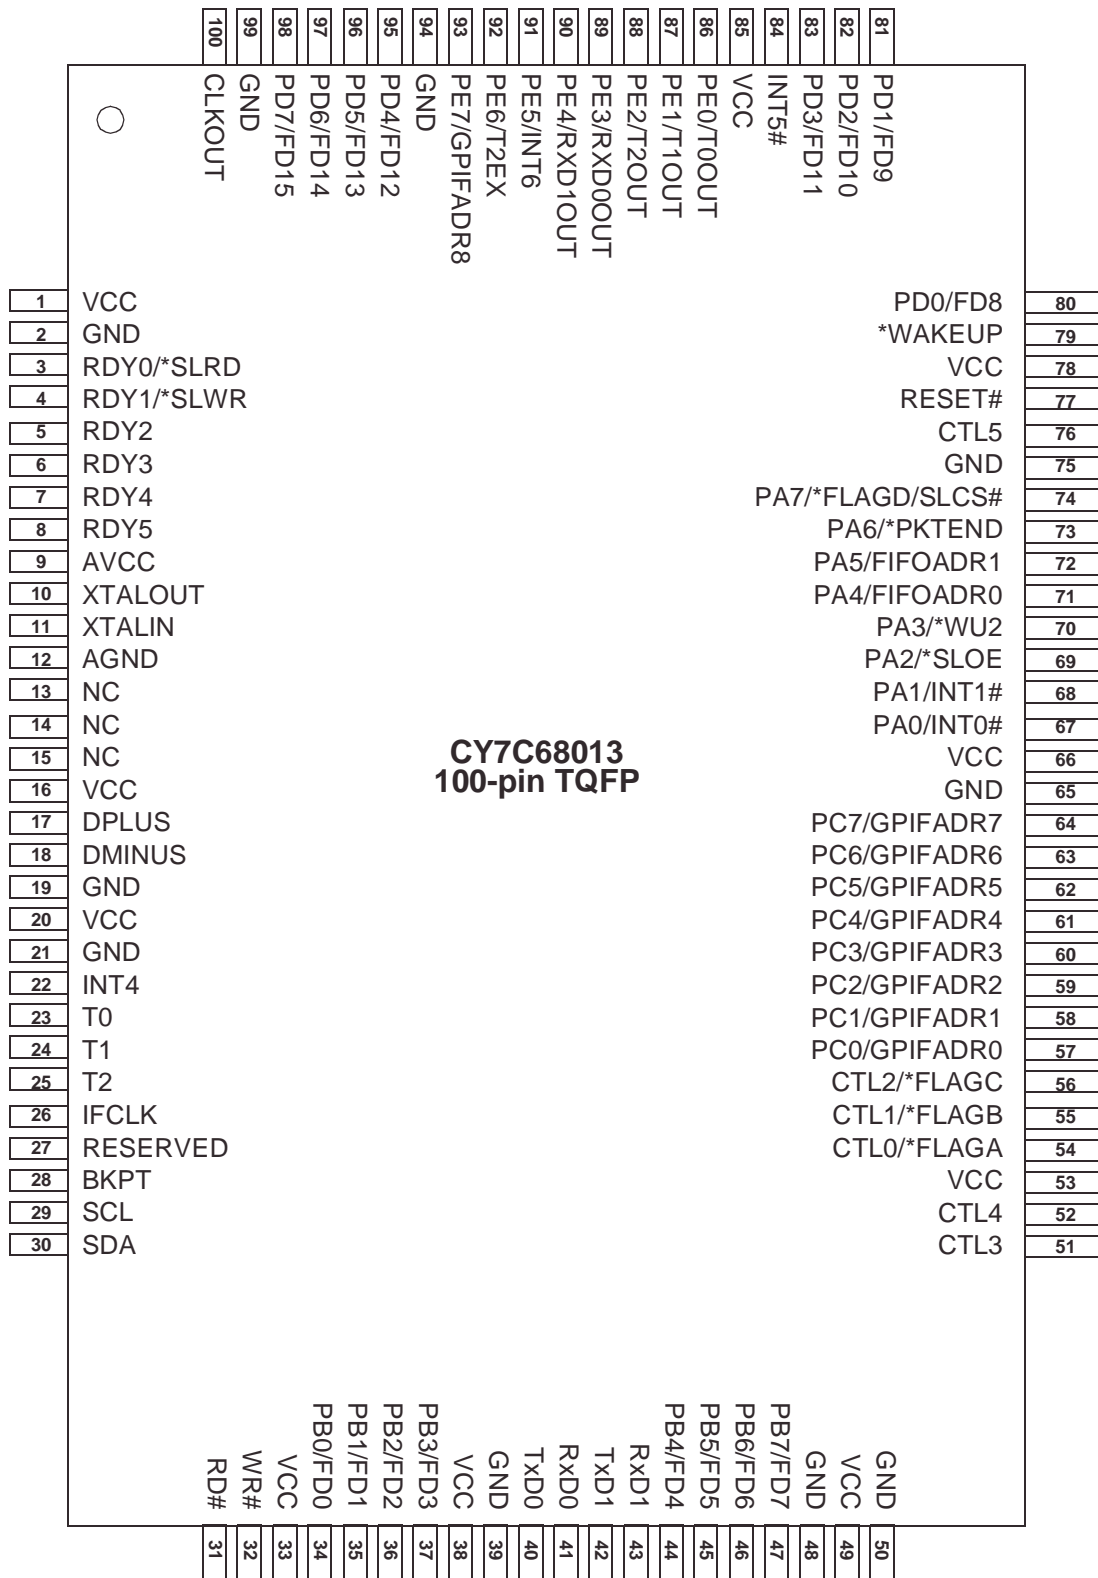 100 99 98 97 96 95 94 93 92 91 90 89 88 87 86 85 84 83 82 81
CLKOUT
GND
PD7/FD15
PD6/FD14
PD5/FD13
PD4/FD12
GND
PE7/GPIFADR8
PE6/T2EX
PE5/INT6
PE4/RXD1OUT
PE3/RXD0OUT
PE2/T2OUT
PE1/T1OUT
PE0/T0OUT
VCC
INT5#
PD3/FD11
PD2/FD10
PD1/FD9
1 VCC
2 GND
3 RDY0/*SLRD
4 RDY1/*SLWR
5 RDY2
6 RDY3
7 RDY4
8 RDY5
9 AVCC
10 XTALOUT
11 XTALIN
12 AGND
13 NC
14 NC
15 NC
16 VCC
17 DPLUS
18 DMINUS
19 GND
20 VCC
21 GND
22 INT4
23 T0
24 T1
25 T2
26 IFCLK
27 RESERVED
28 BKPT
29 SCL
30 SDA
CY7C68013
100-pin TQFP
PD0/FD8 80
*WAKEUP 79
VCC 78
RESET# 77
CTL5 76
GND 75
PA7/*FLAGD/SLCS# 74
PA6/*PKTEND 73
PA5/FIFOADR1 72
PA4/FIFOADR0 71
PA3/*WU2 70
PA2/*SLOE 69
PA1/INT1# 68
PA0/INT0# 67
VCC 66
GND 65
PC7/GPIFADR7 64
PC6/GPIFADR6 63
PC5/GPIFADR5 62
PC4/GPIFADR4 61
PC3/GPIFADR3 60
PC2/GPIFADR2 59
PC1/GPIFADR1 58
PC0/GPIFADR0 57
CTL2/*FLAGC 56
CTL1/*FLAGB 55
CTL0/*FLAGA 54
VCC 53
CTL4 52
CTL3 51
RD#
WR#
VCC
PB0/FD0
PB1/FD1
PB2/FD2
PB3/FD3
VCC
GND
TxD0
RxD0
TxD1
RxD1
PB4/FD4
PB5/FD5
PB6/FD6
PB7/FD7
GND
VCC
GND
31 32 33 34 35 36 37 38 39 40 41 42 43 44 45 46 47 48 49 50